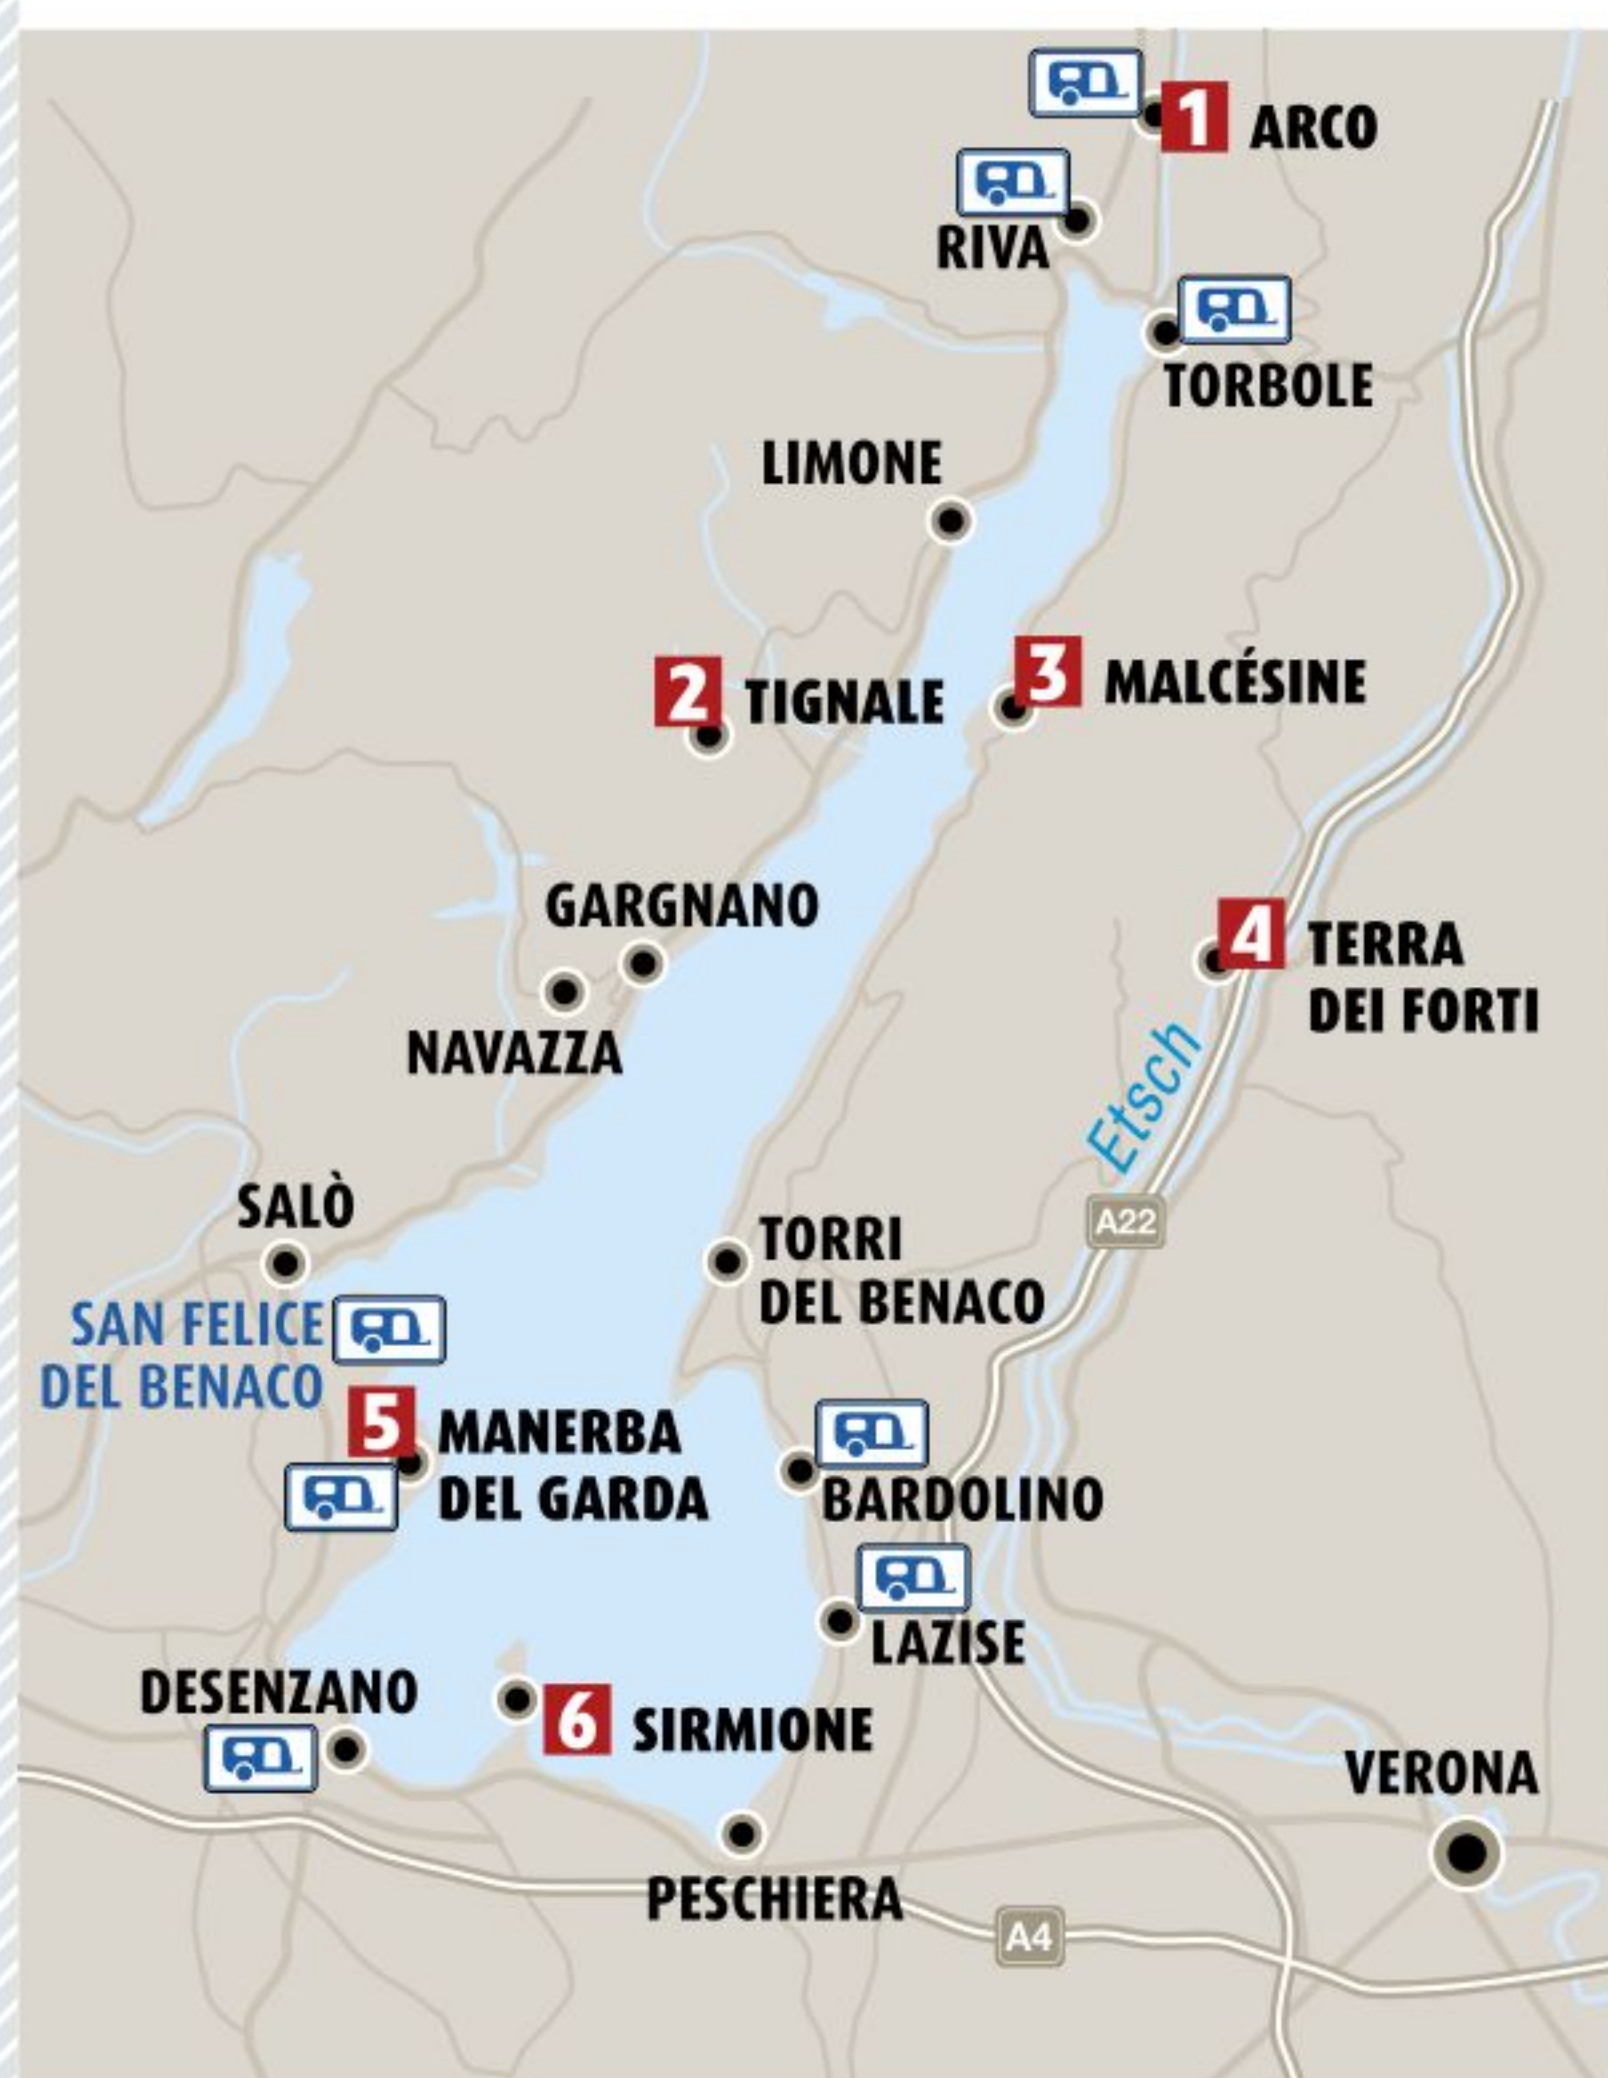 1 ARCO
RIVA
TORBOLE
LIMONE
2 TIGNALE
3 MALCÉSINE
GARGNANO
NAVAZZA
4 TERRA
DEI FORTI
Etsch
A22
SALÒ
TORRI
DEL BENACO
SAN FELICE
DEL BENACO
5 MANERBA
DEL GARDA
BARDOLINO
LAZISE
DESENZANO
6 SIRMIONE
VERONA
PESCHIERA
A4